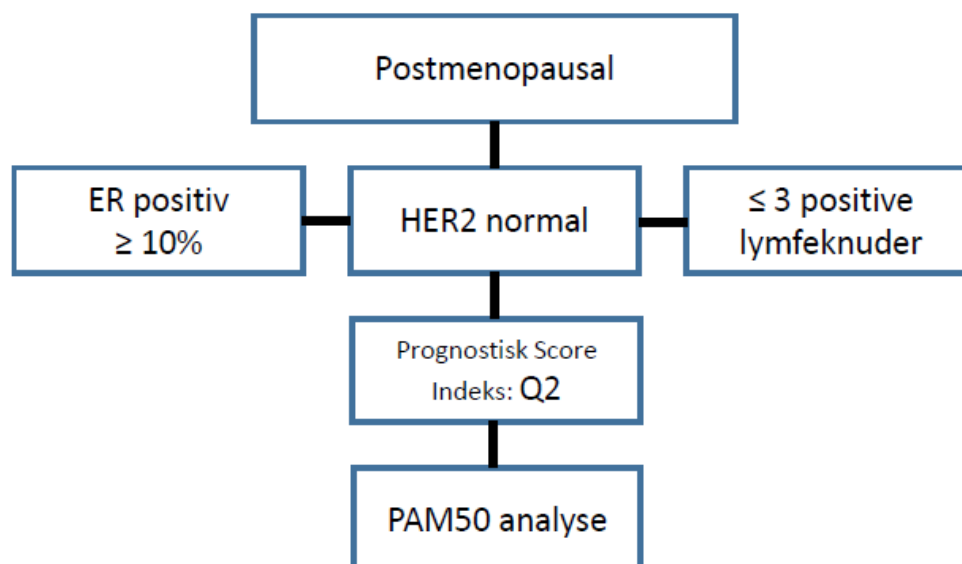 Postmenopausal
ER positiv
≥ 10%
HER2 normal
≤ 3 positive
lymfeknuder
Prognostisk Score
Indeks: Q2
PAM50 analyse